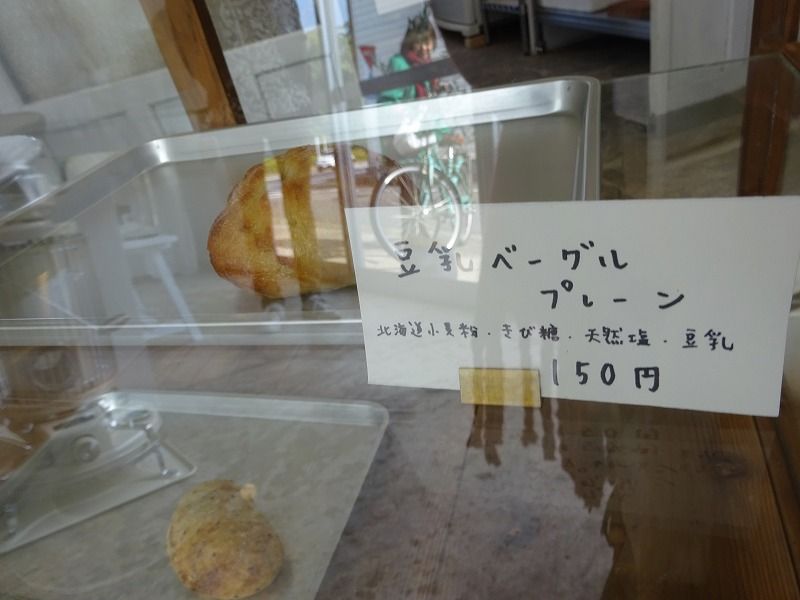 豆乳ベーグル
プレーン
北海道小麦粉・きび糖・天然塩・豆乳
150円